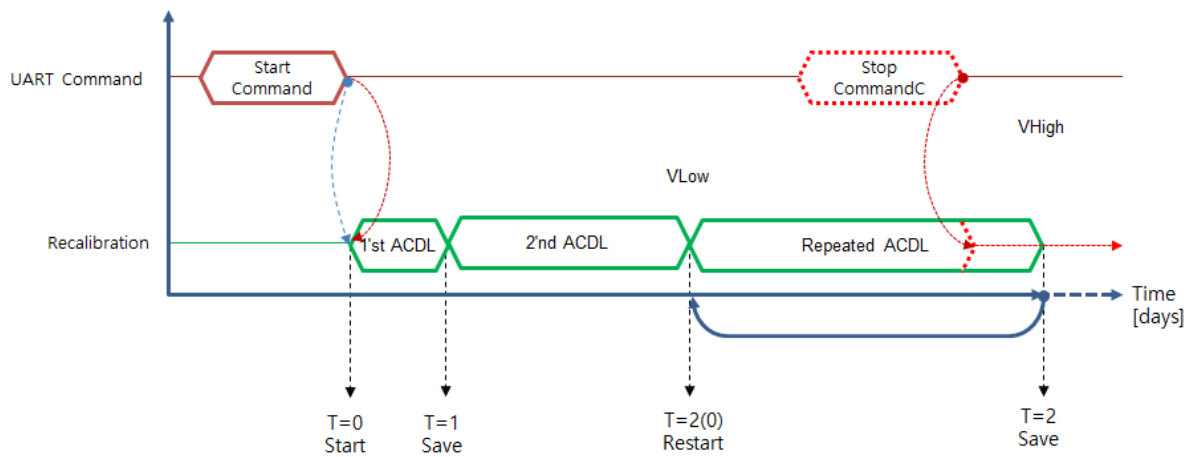 UART Command
Start
Command
Stop
CommandC
VHigh
VLow
Recalibration
1'st ACDL
2'nd ACDL
Repeated ACDL
Time
[days]
T=0
Start
T=1
Save
T=2(0)
Restart
T=2
Save